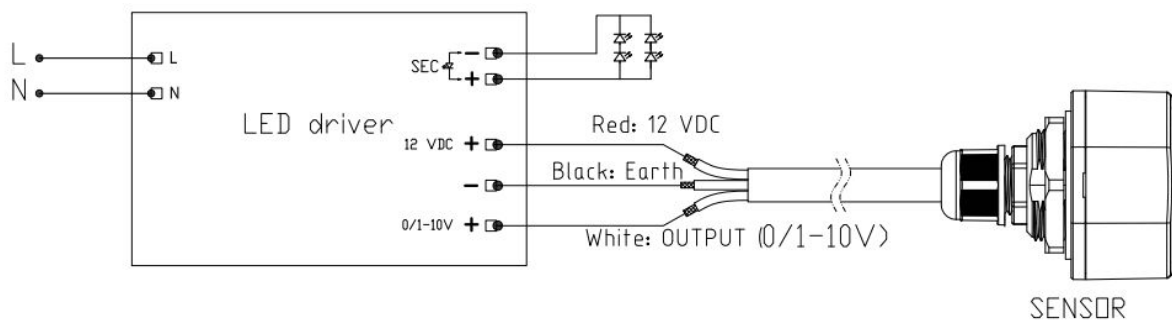 L
N
L
N
SEC
−
+
LED driver
12 VDC +
−
0/1-10V +
Red: 12 VDC
Black: Earth
White: OUTPUT (0/1-10V)
SENSOR